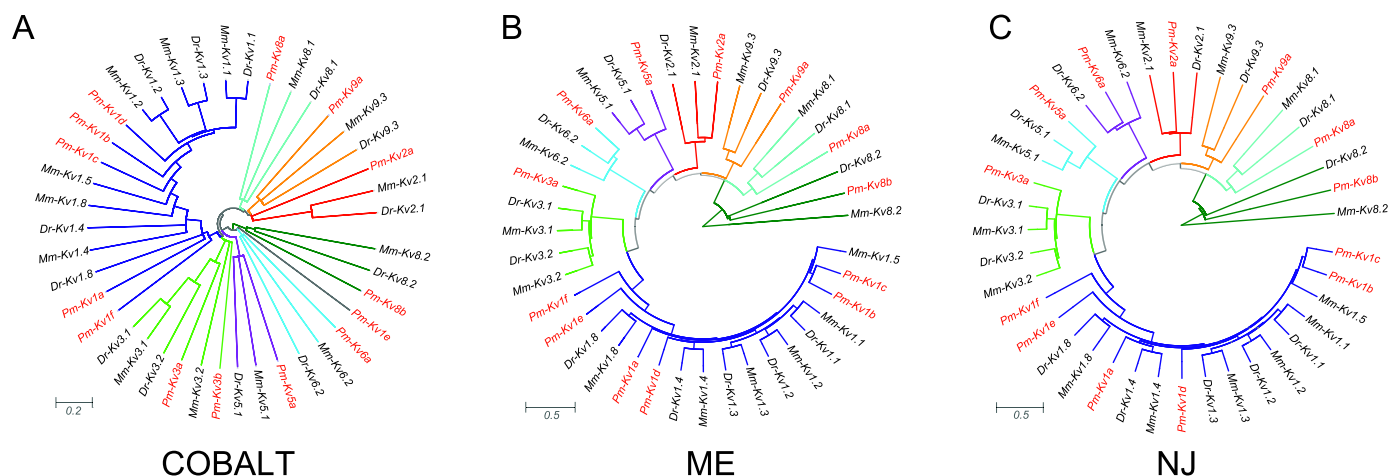 A
Pm-Kv8a
Mm-Kv8.1
Dr-Kv8.1
Pm-Kv9a
Mm-Kv9.3
Dr-Kv9.3
Pm-Kv2a
Mm-Kv2.1
Dr-Kv2.1
Mm-Kv8.2
Dr-Kv8.2
Pm-Kv8b
Pm-Kv1e
Pm-Kv6a
Mm-Kv6.2
Dr-Kv6.2
Pm-Kv5a
Mm-Kv5.1
Dr-Kv5.1
Pm-Kv3b
Mm-Kv3.2
Pm-Kv3a
Dr-Kv3.2
Mm-Kv3.1
Dr-Kv3.1
Pm-Kv1f
Pm-Kv1a
Dr-Kv1.8
Mm-Kv1.4
Dr-Kv1.4
Mm-Kv1.8
Mm-Kv1.5
Pm-Kv1c
Pm-Kv1b
Pm-Kv1d
Mm-Kv1.2
Dr-Kv1.2
Mm-Kv1.3
Dr-Kv1.3
Mm-Kv1.1
Dr-Kv1.1
0.2
COBALT
B
Pm-Kv2a
Mm-Kv9.3
Dr-Kv9.3
Pm-Kv9a
Mm-Kv8.1
Dr-Kv8.1
Pm-Kv8a
Dr-Kv8.2
Pm-Kv8b
Mm-Kv8.2
Mm-Kv1.5
Pm-Kv1c
Pm-Kv1b
Mm-Kv1.1
Dr-Kv1.1
Mm-Kv1.2
Dr-Kv1.2
Mm-Kv1.3
Dr-Kv1.3
Mm-Kv1.4
Dr-Kv1.4
Pm-Kv1d
Pm-Kv1a
Mm-Kv1.8
Dr-Kv1.8
Pm-Kv1e
Pm-Kv1f
Mm-Kv3.2
Dr-Kv3.2
Mm-Kv3.1
Dr-Kv3.1
Pm-Kv3a
Mm-Kv6.2
Dr-Kv6.2
Pm-Kv6a
Mm-Kv5.1
Dr-Kv5.1
Pm-Kv5a
Dr-Kv2.1
Mm-Kv2.1
0.5
ME
C
Pm-Kv2a
Dr-Kv2.1
Mm-Kv9.3
Dr-Kv9.3
Pm-Kv9a
Mm-Kv8.1
Dr-Kv8.1
Pm-Kv8a
Dr-Kv8.2
Pm-Kv8b
Mm-Kv8.2
Pm-Kv1c
Pm-Kv1b
Mm-Kv1.5
Mm-Kv1.1
Dr-Kv1.1
Mm-Kv1.2
Dr-Kv1.2
Mm-Kv1.3
Dr-Kv1.3
Pm-Kv1d
Mm-Kv1.4
Dr-Kv1.4
Pm-Kv1a
Mm-Kv1.8
Dr-Kv1.8
Pm-Kv1e
Pm-Kv1f
Mm-Kv3.2
Dr-Kv3.2
Mm-Kv3.1
Dr-Kv3.1
Pm-Kv3a
Mm-Kv5.1
Dr-Kv5.1
Pm-Kv5a
Dr-Kv6.2
Pm-Kv6a
Mm-Kv6.2
Mm-Kv2.1
0.5
NJ